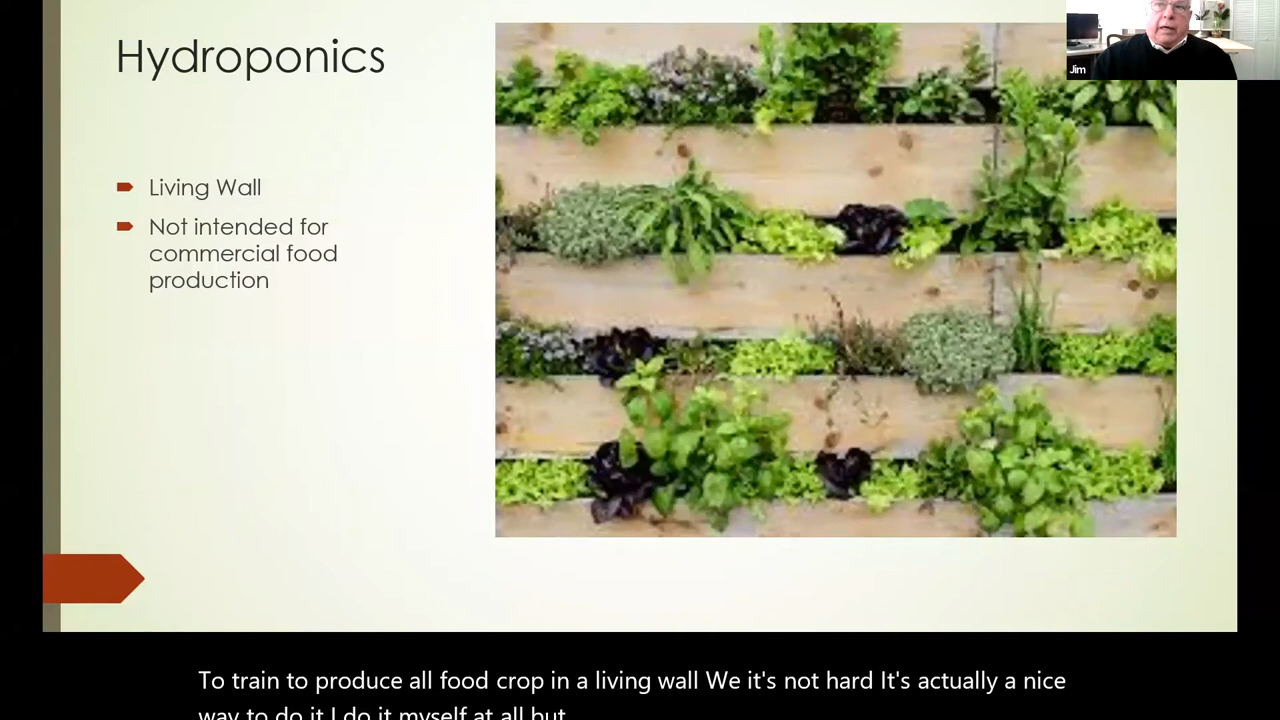 Hydroponics
Jim
Living Wall
Not intended for
commercial food
production
To train to produce all food crop in a living wall We it's not hard It's actually a nice
way to do it I do it myself at all but